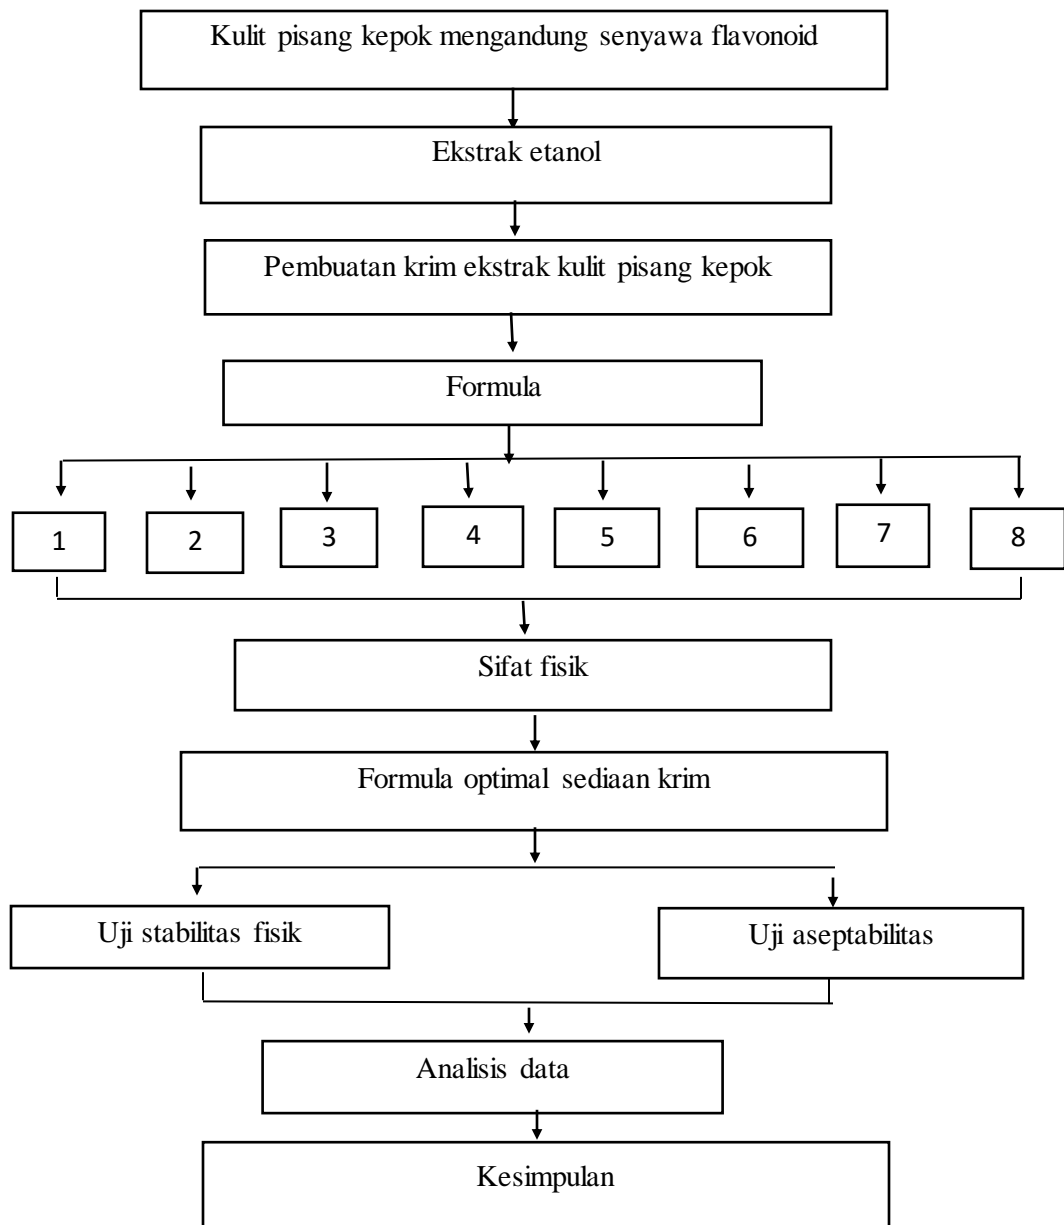 Kulit pisang kepok mengandung senyawa flavonoid
Ekstrak etanol
Pembuatan krim ekstrak kulit pisang kepok
Formula
1
2
3
4
5
6
7
8
Sifat fisik
Formula optimal sediaan krim
Uji stabilitas fisik
Uji aseptabilitas
Analisis data
Kesimpulan